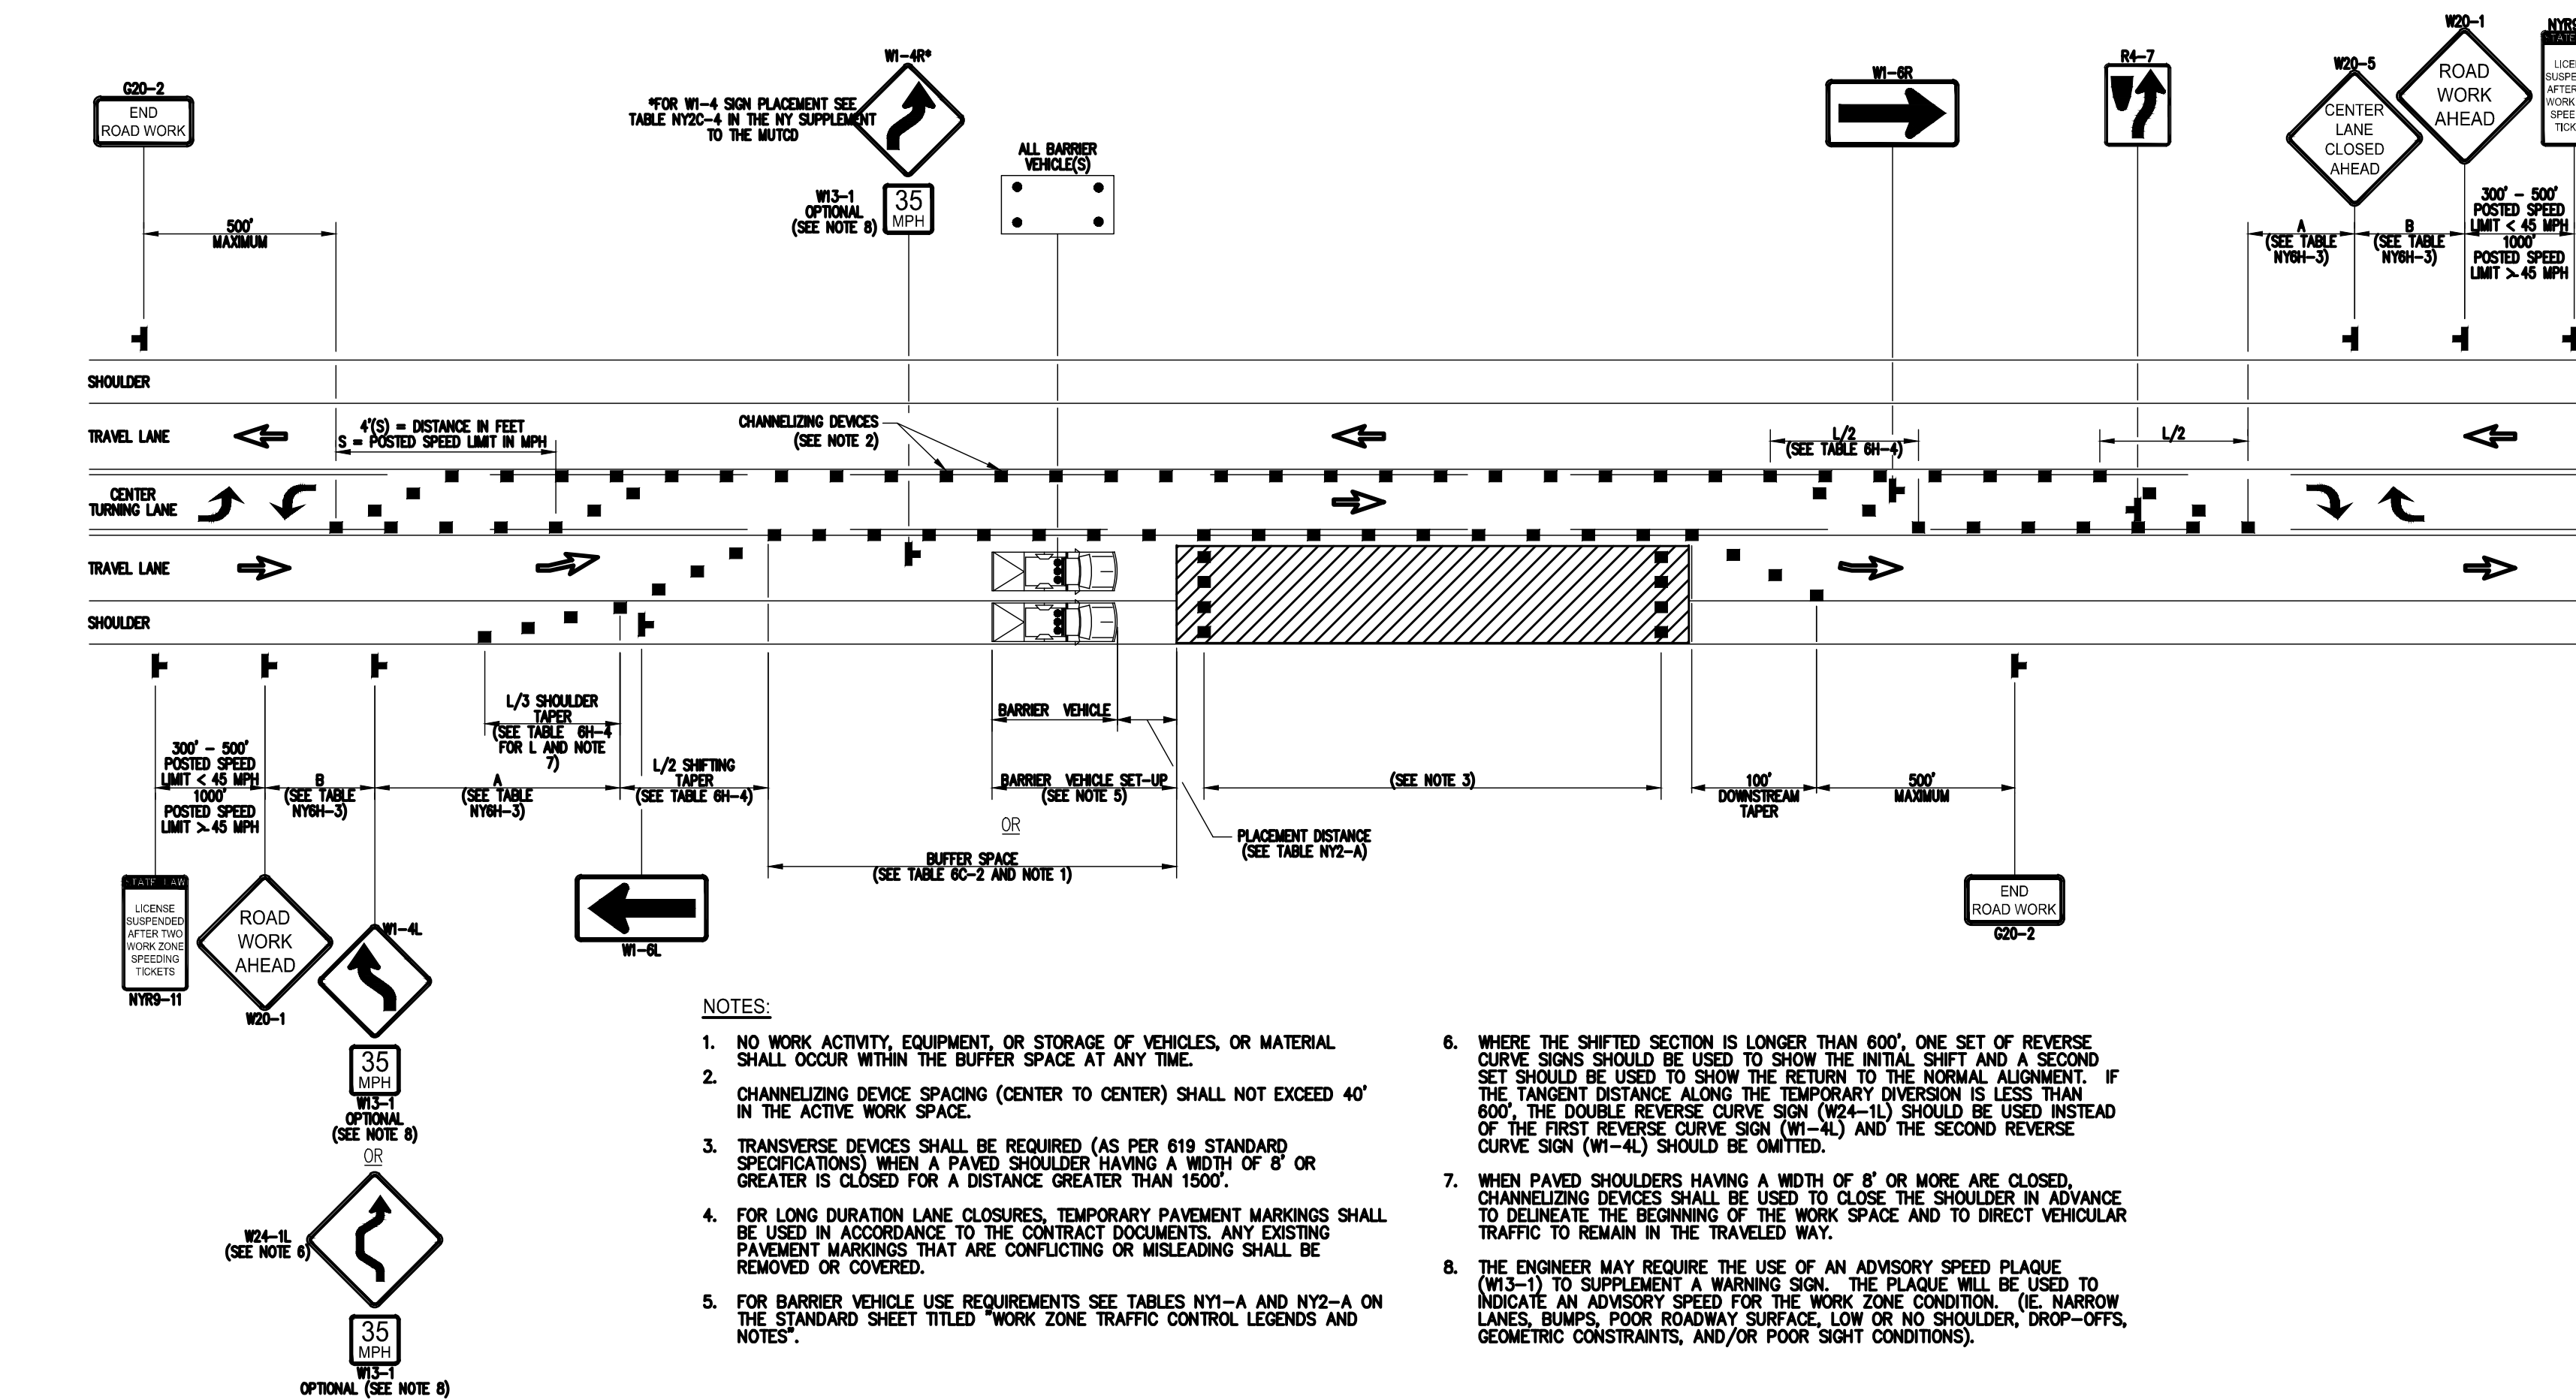 G20-2
END
ROAD WORK
500'
MAXIMUM
W1-4R*
*FOR W1-4 SIGN PLACEMENT SEE
TABLE NY2C-4 IN THE NY SUPPLEMENT
TO THE MUTCD
W13-1
OPTIONAL
(SEE NOTE 8)
35
MPH
ALL BARRIER
VEHICLE(S)
W1-6R
R4-7
W20-5
CENTER
LANE
CLOSED
AHEAD
W20-1
ROAD
WORK
AHEAD
A
(SEE TABLE
NY6H-3)
B
(SEE TABLE
NY6H-3)
300' - 500'
POSTED SPEED
LIMIT < 45 MPH
1000'
POSTED SPEED
LIMIT > 45 MPH
SHOULDER
TRAVEL LANE
4'(S) = DISTANCE IN FEET
S = POSTED SPEED LIMIT IN MPH
CHANNELIZING DEVICES
(SEE NOTE 2)
L/2
(SEE TABLE 6H-4)
L/2
CENTER
TURNING LANE
TRAVEL LANE
SHOULDER
L/3 SHOULDER
TAPER
(SEE TABLE 6H-4
FOR L AND NOTE
7)
300' - 500'
POSTED SPEED
LIMIT < 45 MPH
1000'
POSTED SPEED
LIMIT > 45 MPH
B
(SEE TABLE
NY6H-3)
A
(SEE TABLE
NY6H-3)
L/2 SHIFTING
TAPER
(SEE TABLE 6H-4)
BARRIER VEHICLE
BARRIER VEHICLE SET-UP
(SEE NOTE 5)
OR
BUFFER SPACE
(SEE TABLE 6C-2 AND NOTE 1)
PLACEMENT DISTANCE
(SEE TABLE NY2-A)
(SEE NOTE 3)
100'
DOWNSTREAM
TAPER
500'
MAXIMUM
END
ROAD WORK
G20-2
STATE LAW
LICENSE
SUSPENDED
AFTER TWO
WORK ZONE
SPEEDING
TICKETS
NYR9-11
ROAD
WORK
AHEAD
W20-1
W1-4L
35
MPH
W13-1
OPTIONAL
(SEE NOTE 8)
OR
W24-1L
(SEE NOTE 6)
35
MPH
W13-1
OPTIONAL (SEE NOTE 8)
W1-6L
NOTES:
1. NO WORK ACTIVITY, EQUIPMENT, OR STORAGE OF VEHICLES, OR MATERIAL
SHALL OCCUR WITHIN THE BUFFER SPACE AT ANY TIME.
2.
CHANNELIZING DEVICE SPACING (CENTER TO CENTER) SHALL NOT EXCEED 40'
IN THE ACTIVE WORK SPACE.
3. TRANSVERSE DEVICES SHALL BE REQUIRED (AS PER 619 STANDARD
SPECIFICATIONS) WHEN A PAVED SHOULDER HAVING A WIDTH OF 8' OR
GREATER IS CLOSED FOR A DISTANCE GREATER THAN 1500'.
4. FOR LONG DURATION LANE CLOSURES, TEMPORARY PAVEMENT MARKINGS SHALL
BE USED IN ACCORDANCE TO THE CONTRACT DOCUMENTS. ANY EXISTING
PAVEMENT MARKINGS THAT ARE CONFLICTING OR MISLEADING SHALL BE
REMOVED OR COVERED.
5. FOR BARRIER VEHICLE USE REQUIREMENTS SEE TABLES NY1-A AND NY2-A ON
THE STANDARD SHEET TITLED "WORK ZONE TRAFFIC CONTROL LEGENDS AND
NOTES".
6. WHERE THE SHIFTED SECTION IS LONGER THAN 600', ONE SET OF REVERSE
CURVE SIGNS SHOULD BE USED TO SHOW THE INITIAL SHIFT AND A SECOND
SET SHOULD BE USED TO SHOW THE RETURN TO THE NORMAL ALIGNMENT. IF
THE TANGENT DISTANCE ALONG THE TEMPORARY DIVERSION IS LESS THAN
600', THE DOUBLE REVERSE CURVE SIGN (W24-1L) SHOULD BE USED INSTEAD
OF THE FIRST REVERSE CURVE SIGN (W1-4L) AND THE SECOND REVERSE
CURVE SIGN (W1-4L) SHOULD BE OMITTED.
7. WHEN PAVED SHOULDERS HAVING A WIDTH OF 8' OR MORE ARE CLOSED,
CHANNELIZING DEVICES SHALL BE USED TO CLOSE THE SHOULDER IN ADVANCE
TO DELINEATE THE BEGINNING OF THE WORK SPACE AND TO DIRECT VEHICULAR
TRAFFIC TO REMAIN IN THE TRAVELED WAY.
8. THE ENGINEER MAY REQUIRE THE USE OF AN ADVISORY SPEED PLAQUE
(W13-1) TO SUPPLEMENT A WARNING SIGN. THE PLAQUE WILL BE USED TO
INDICATE AN ADVISORY SPEED FOR THE WORK ZONE CONDITION. (IE. NARROW
LANES, BUMPS, POOR ROADWAY SURFACE, LOW OR NO SHOULDER, DROP-OFFS,
GEOMETRIC CONSTRAINTS, AND/OR POOR SIGHT CONDITIONS).